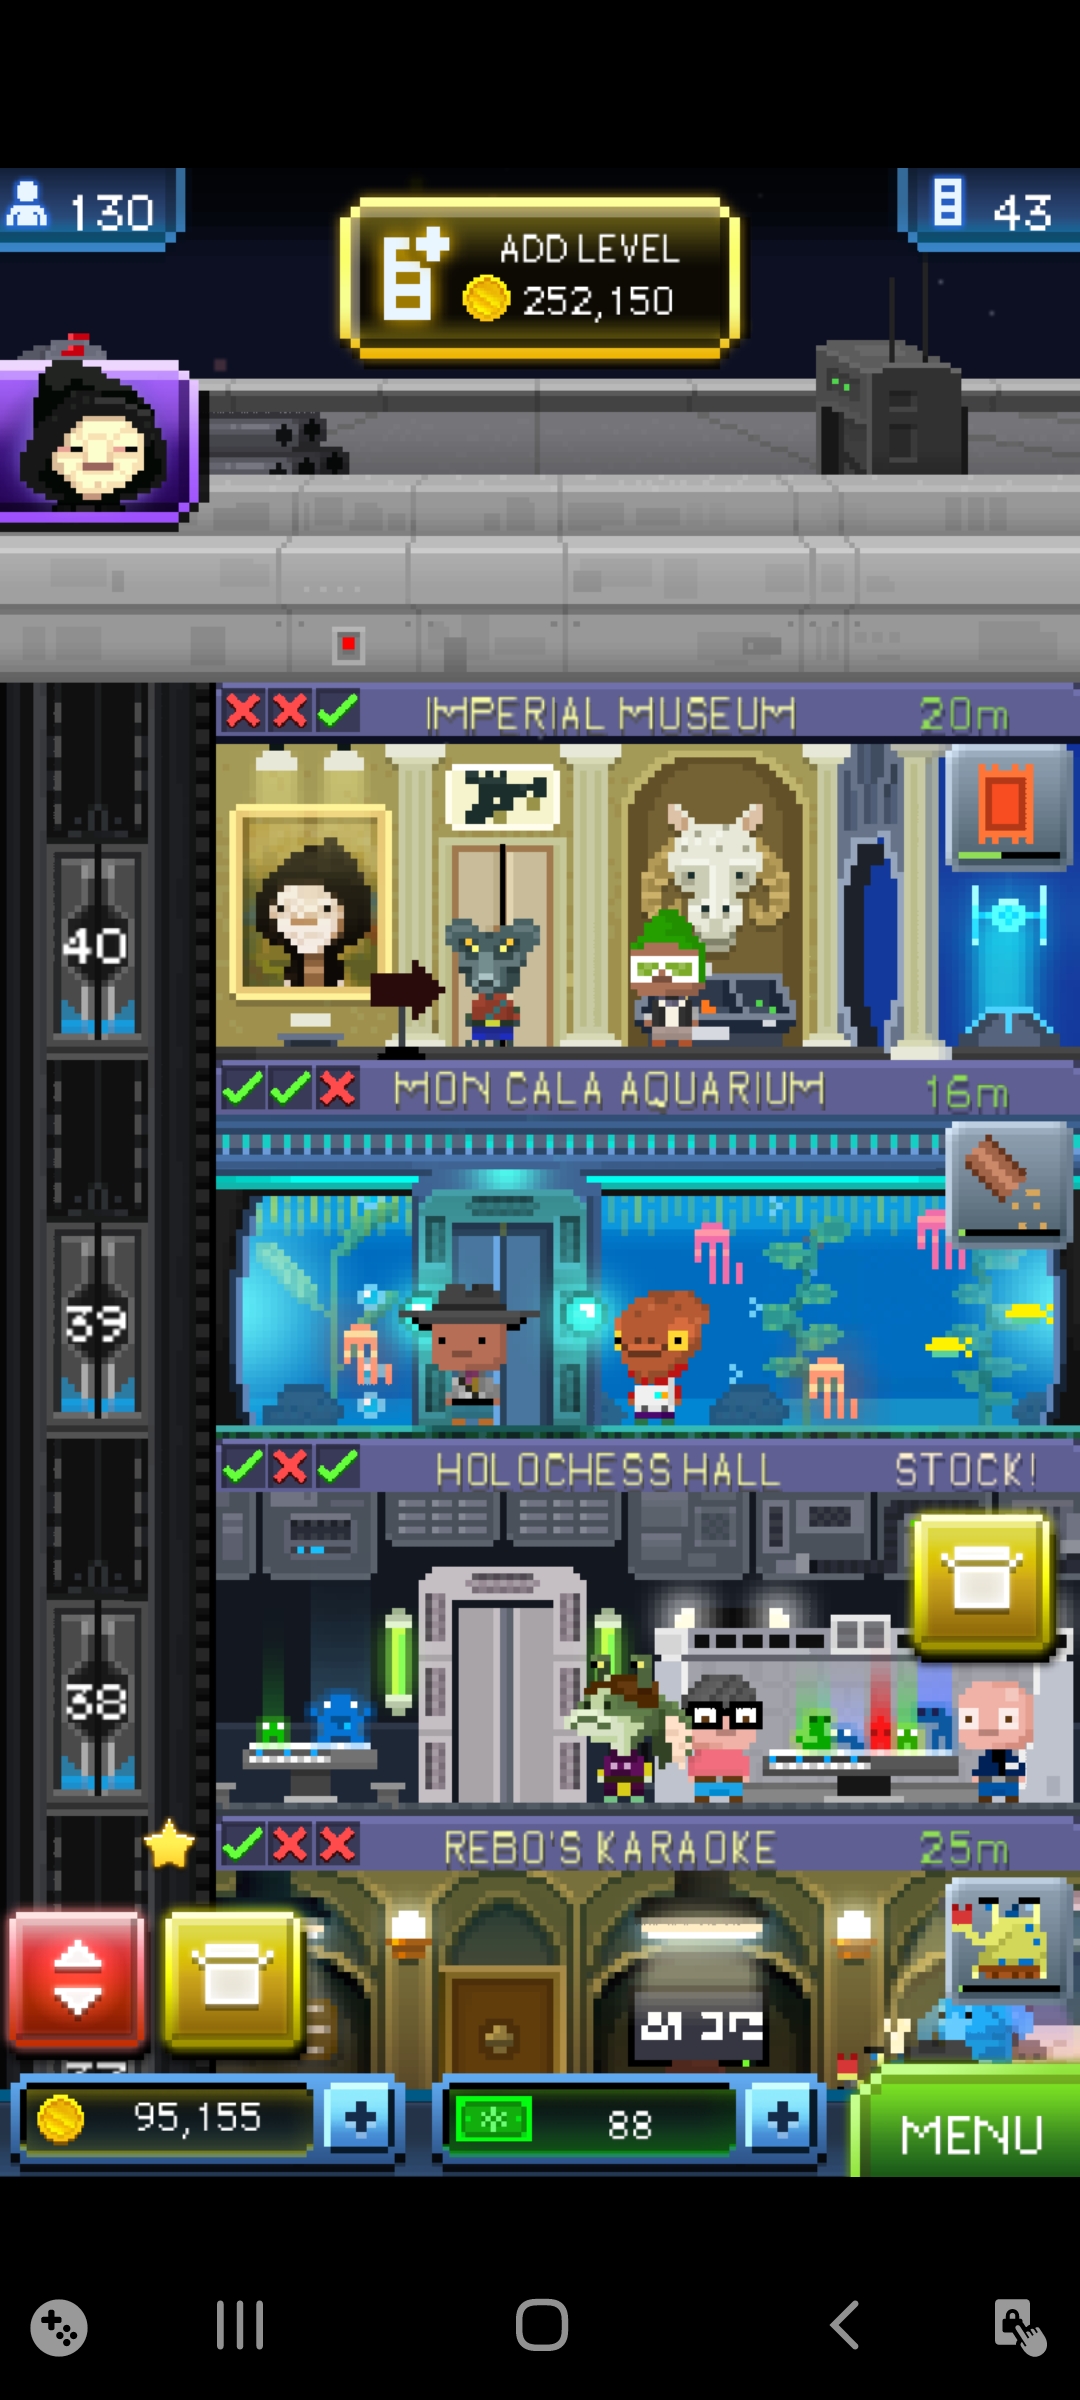 130
ADD LEVEL
252,150
43
IMPERIAL MUSEUM 20m
40
MON CALA AQUARIUM 16m
39
HOLOCHESS HALL STOCK!
38
REBO'S KARAOKE 25m
95,155
88
MENU